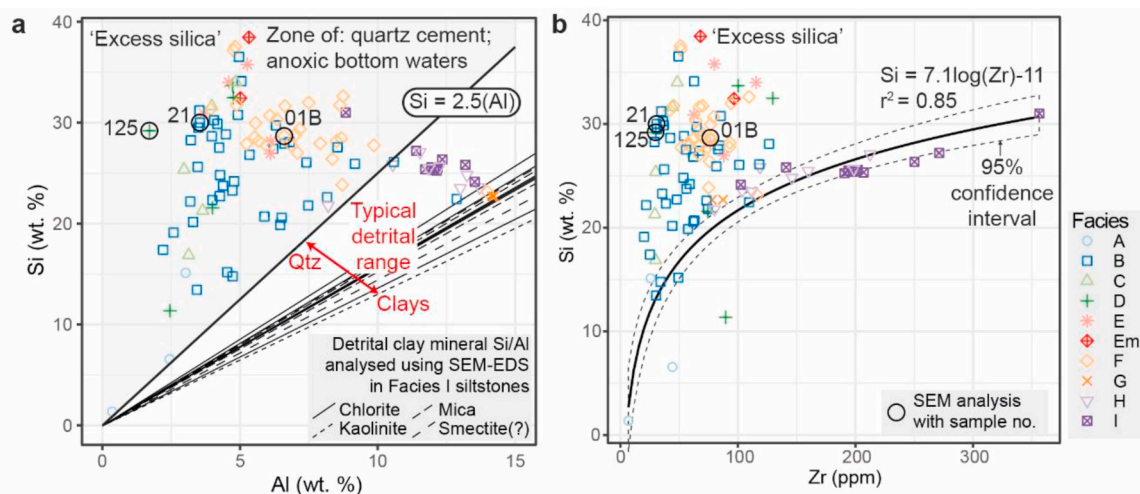 a
'Excess silica'
Zone of: quartz cement;
anoxic bottom
waters
Si = 2.5(Al)
125
21
01B
Typical
detrital
range
Qtz
Clays
Detrital clay mineral Si/Al
analysed using SEM-EDS
in Facies I siltstones
Chlorite
Mica
Kaolinite
Smectite(?)
40
30
20
10
0
Si (wt. %)
0
5
10
15
Al (wt. %)
b
'Excess silica'
Si = 7.1log(Zr)-11
r² = 0.85
21
125
01B
95%
confidence
interval
SEM analysis
with sample no.
40
30
20
10
0
Si (wt. %)
0
100
200
300
Zr (ppm)
Facies
A
B
C
D
E
Em
F
G
H
I